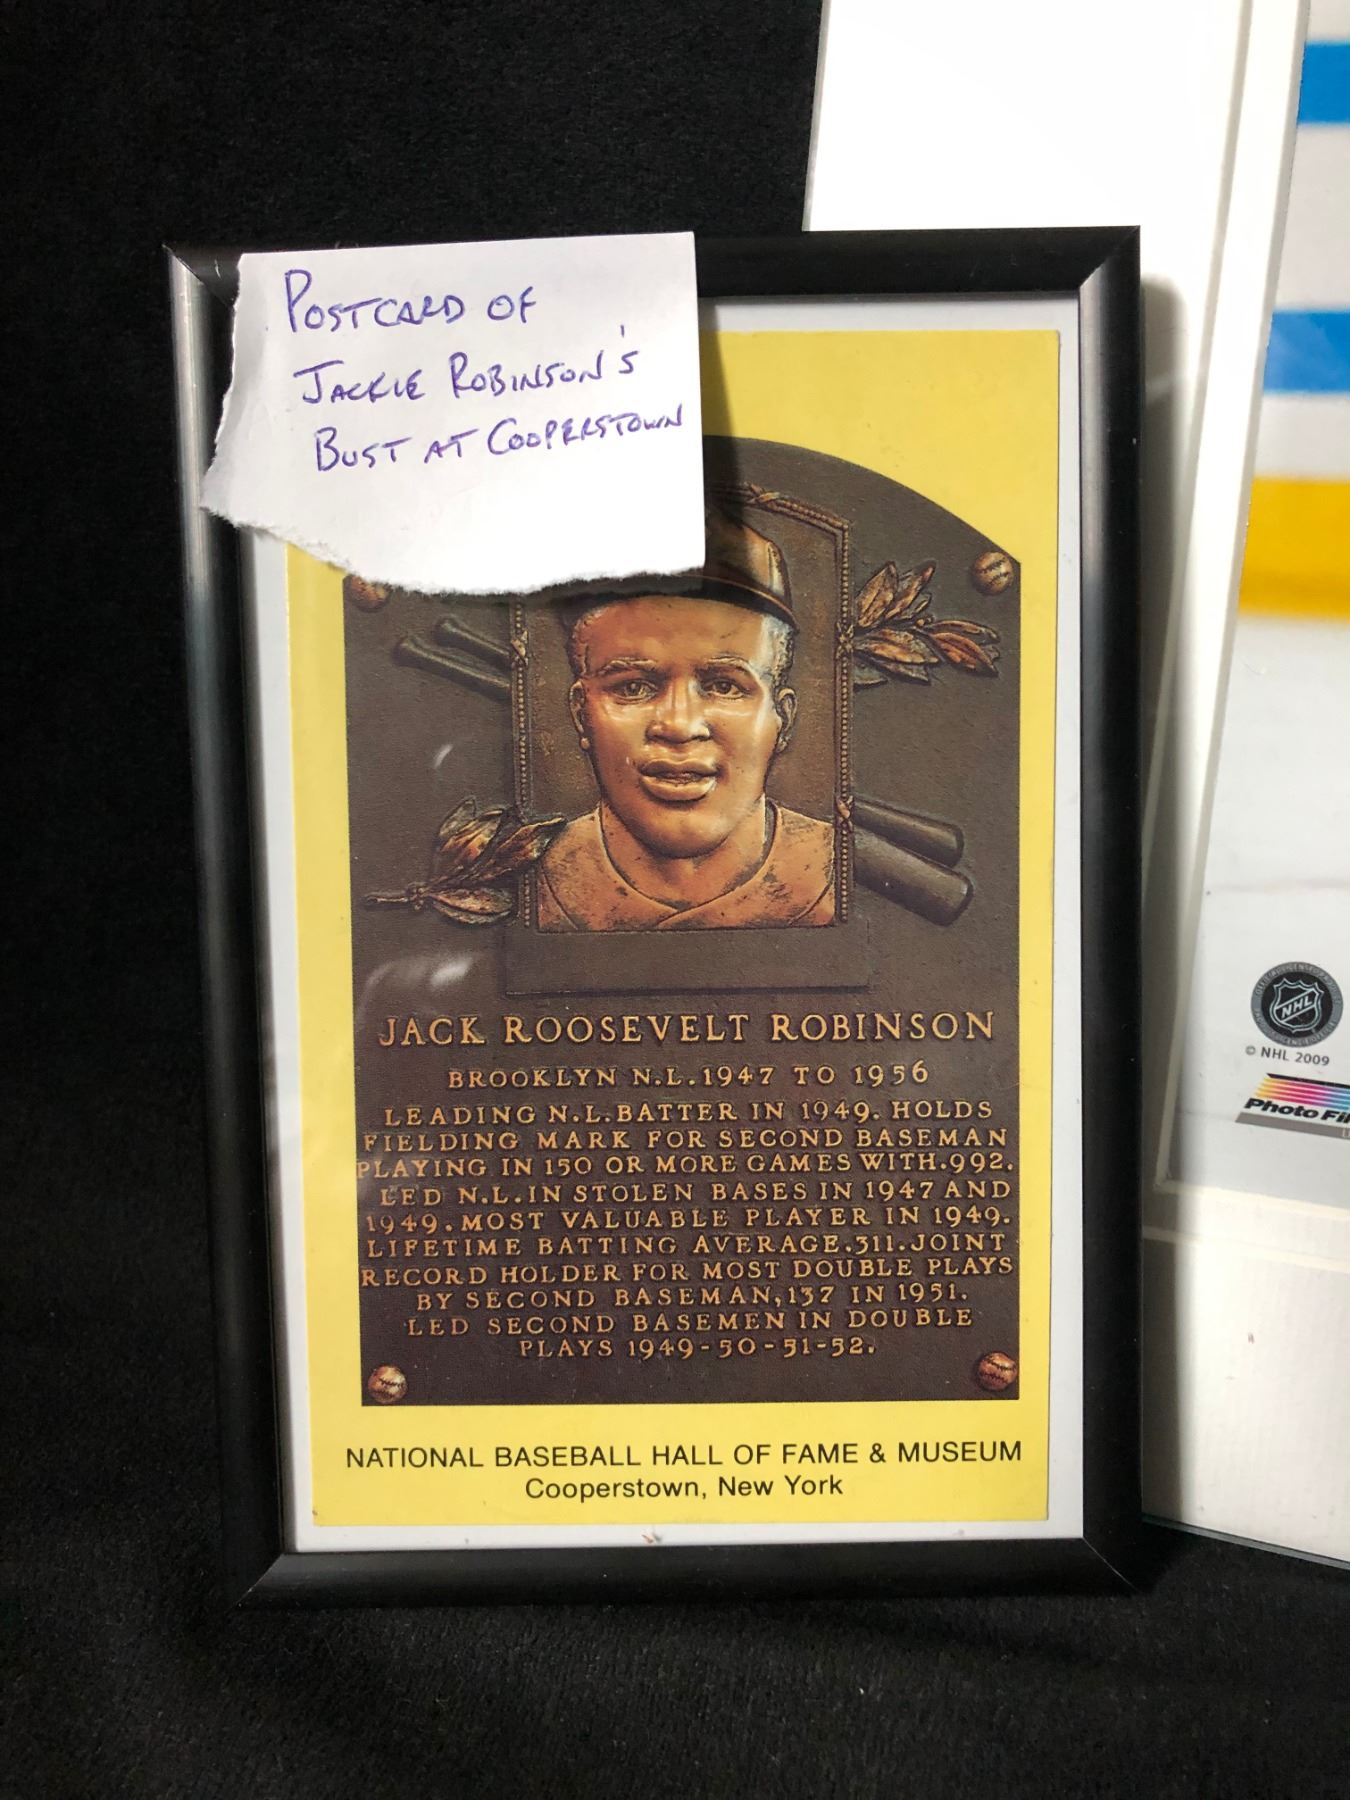 POSTCARD OF
JACKIE ROBINSON'S
BUST AT COOPERSTOWN
JACK ROOSEVELT ROBINSON
BROOKLYN N.L. 1947 TO 1956
LEADING N.L. BATTER IN 1949. HOLDS
FIELDING MARK FOR SECOND BASEMAN
PLAYING IN 150 OR MORE GAMES WITH .992.
LED N.L. IN STOLEN BASES IN 1947 AND
1949. MOST VALUABLE PLAYER IN 1949.
LIFETIME BATTING AVERAGE .311. JOINT
RECORD HOLDER FOR MOST DOUBLE PLAYS
BY SECOND BASEMAN, 137 IN 1951.
LED SECOND BASEMEN IN DOUBLE
PLAYS 1949-50-51-52.
NATIONAL BASEBALL HALL OF FAME & MUSEUM
Cooperstown, New York
NHL
© NHL 2009
Photo Fi